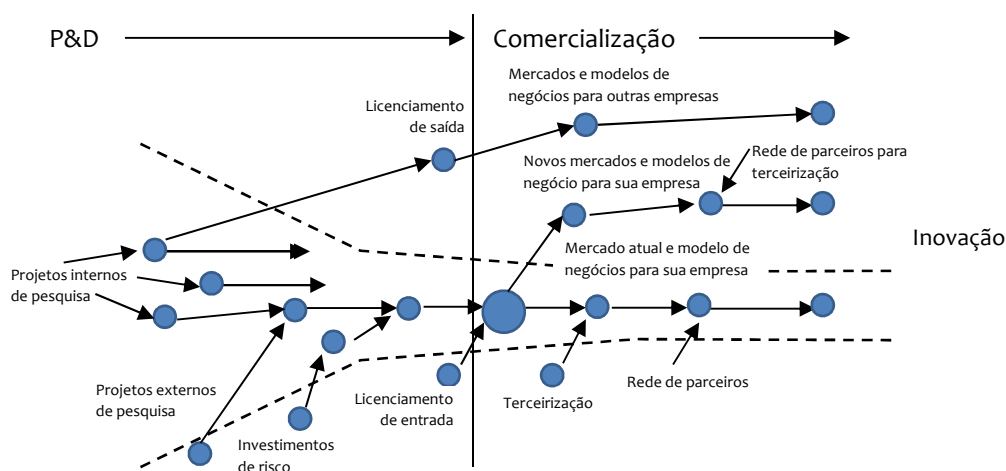 P&D
Comercialização
Mercados e modelos de
negócios para outras empresas
Licenciamento
de saída
Novos mercados e modelos de
negócio para sua empresa
Rede de parceiros para
terceirização
Inovação
Mercado atual e modelo de
negócios para sua empresa
Projetos internos
de pesquisa
Projetos externos
de pesquisa
Investimentos
de risco
Licenciamento
de entrada
Terceirização
Rede de parceiros